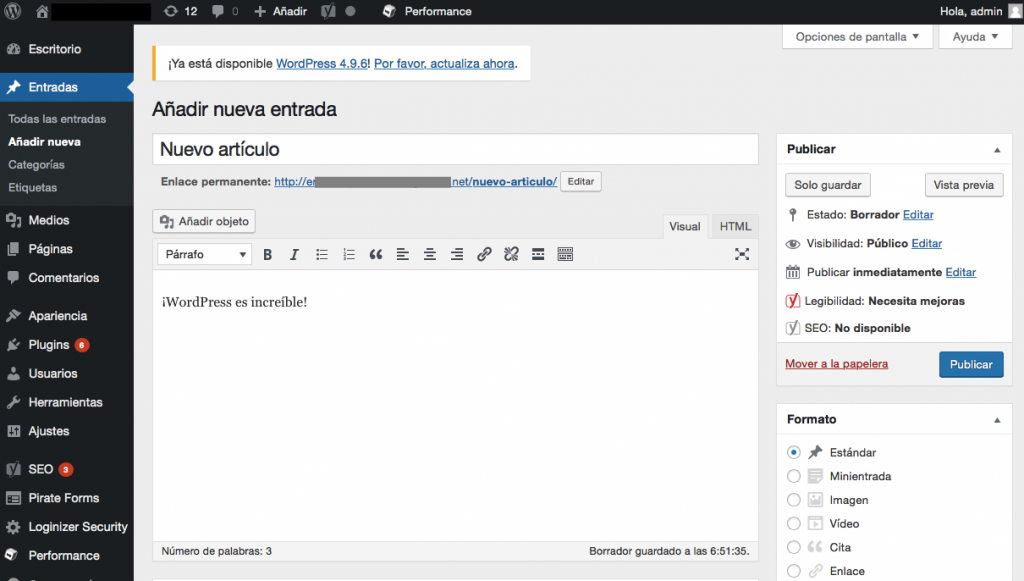 12 0 Añadir Performance Hola, admin
Opciones de pantalla Ayuda
Escritorio
Entradas
Todas las entradas
Añadir nueva
Categorías
Etiquetas
Medios
Páginas
Comentarios
Apariencia
Plugins 6
Usuarios
Herramientas
Ajustes
SEO 3
Pirate Forms
Loginizer Security
Performance
¡Ya está disponible WordPress 4.9.6! Por favor, actualiza ahora.
Añadir nueva entrada
Nuevo artículo
Enlace permanente: http://er .net/nuevo-articulo/ Editar
Añadir objeto
Visual HTML
Párrafo B I
¡WordPress es increíble!
Número de palabras: 3 Borrador guardado a las 6:51:35.
Publicar
Solo guardar Vista previa
Estado: Borrador Editar
Visibilidad: Público Editar
Publicar inmediatamente Editar
Legibilidad: Necesita mejoras
SEO: No disponible
Mover a la papelera Publicar
Formato
Estándar
Minientrada
Imagen
Vídeo
Cita
Enlace